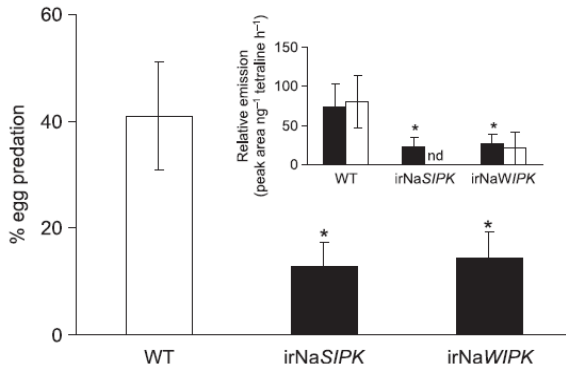 60
40
20
0
% egg predation
WT
irNaSIPK
irNaWIPK
*
*
150
100
50
0
Relative emission
(peak area ng⁻¹ tetraline h⁻¹)
*
nd
*
WT
irNaSIPK
irNaWIPK